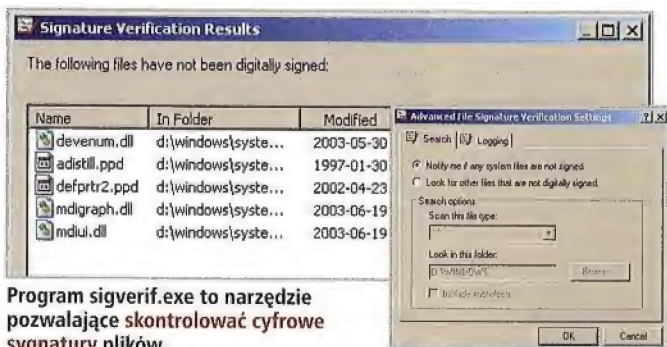 Signature Verification Results
The following files have not been digitally signed:
Name In Folder Modified
devenum.dll d:\windows\syste... 2003-05-30
adistill.ppd d:\windows\syste... 1997-01-30
defprtr2.ppd d:\windows\syste... 2002-04-23
mdigraph.dll d:\windows\syste... 2003-06-19
mdiui.dll d:\windows\syste... 2003-06-19
Advanced File Signature Verification Settings
Search Logging
Notify me if any system files are not signed.
Look for other files that are not digitally signed.
Search options
Scan this file type:
Look in this folder:
D:\WINDOWS
Browse...
Include subfolders
OK Cancel
Program sigverif.exe to narzędzie
pozwalające skontrolować cyfrowe
sygnatury plików